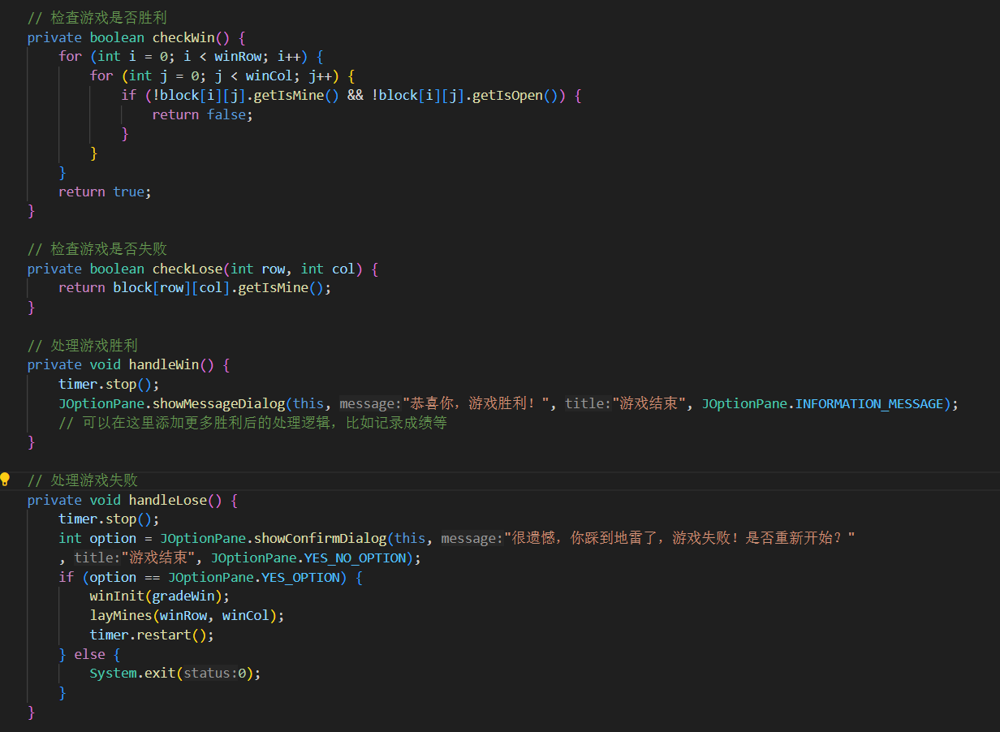 // 检查游戏是否胜利
private boolean checkWin() {
for (int i = 0; i < winRow; i++) {
for (int j = 0; j < winCol; j++) {
if (!block[i][j].getIsMine() && !block[i][j].getIsOpen()) {
return false;
}
}
}
return true;
}
// 检查游戏是否失败
private boolean checkLose(int row, int col) {
return block[row][col].getIsMine();
}
// 处理游戏胜利
private void handleWin() {
timer.stop();
JOptionPane.showMessageDialog(this, message:"恭喜你，游戏胜利！", title:"游戏结束", JOptionPane.INFORMATION_MESSAGE);
// 可以在这里添加更多胜利后的处理逻辑，比如记录成绩等
}
// 处理游戏失败
private void handleLose() {
timer.stop();
int option = JOptionPane.showConfirmDialog(this, message:"很遗憾，你踩到地雷了，游戏失败！是否重新开始？"
, title:"游戏结束", JOptionPane.YES_NO_OPTION);
if (option == JOptionPane.YES_OPTION) {
winInit(gradeWin);
layMines(winRow, winCol);
timer.restart();
} else {
System.exit(status:0);
}
}